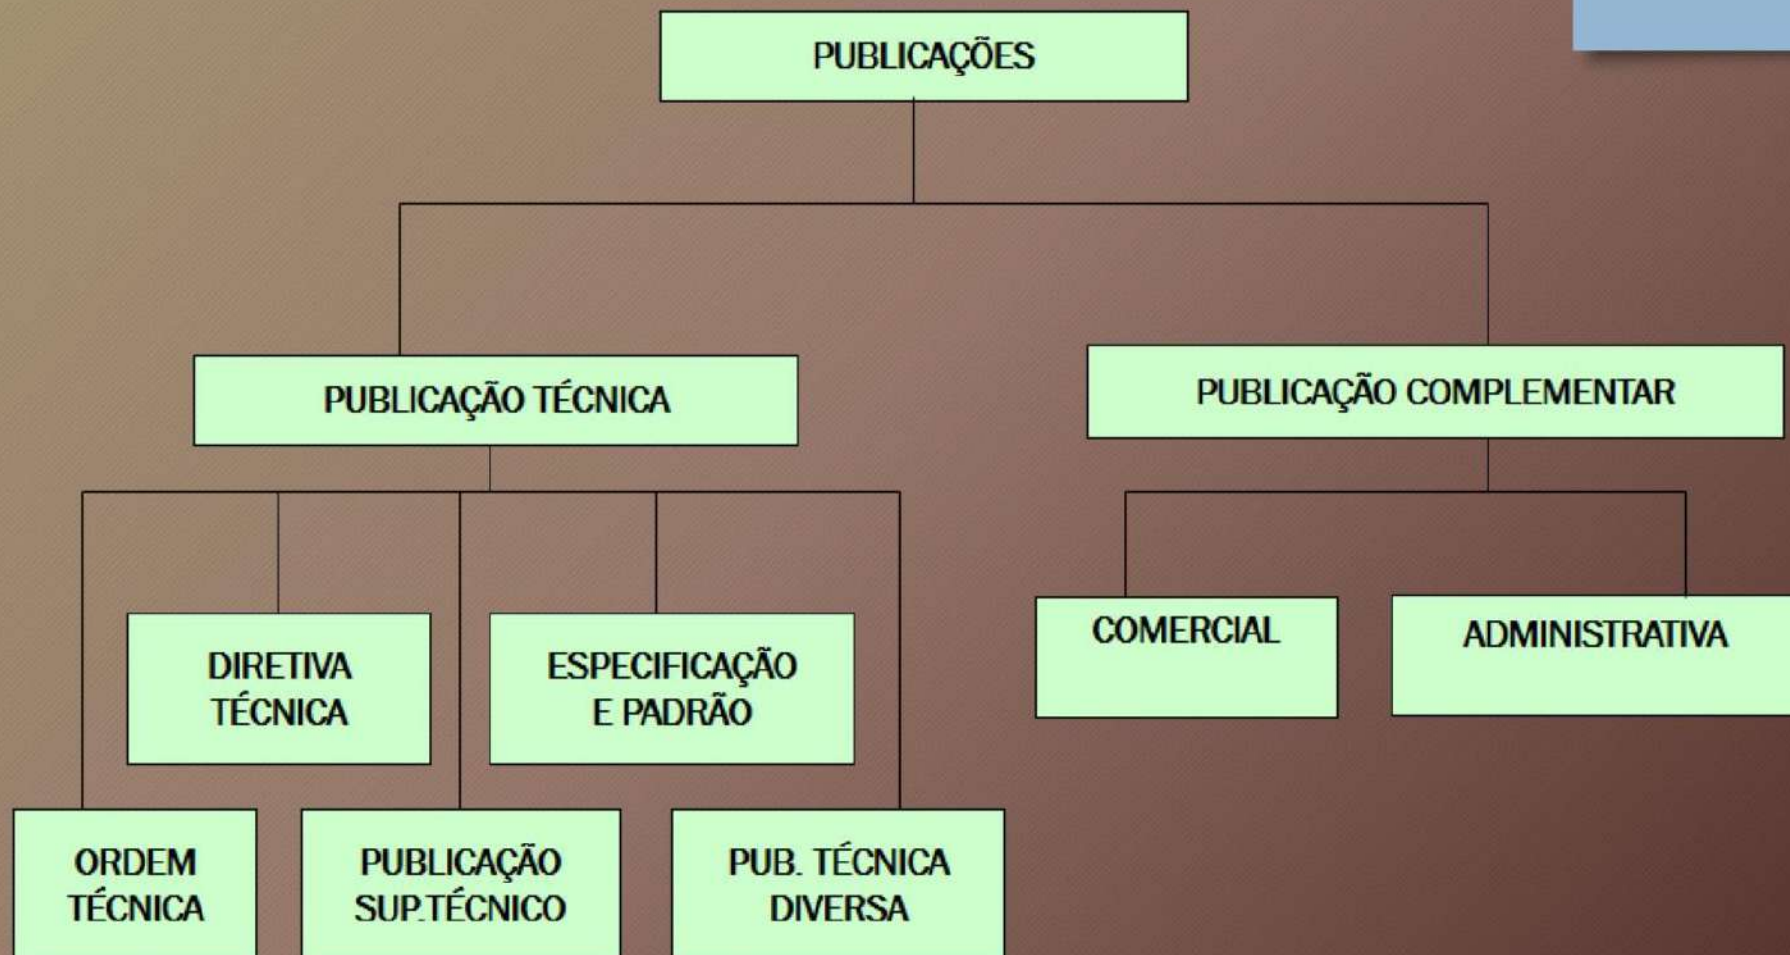 PUBLICAÇÕES
PUBLICAÇÃO TÉCNICA
PUBLICAÇÃO COMPLEMENTAR
DIRETIVA
TÉCNICA
ESPECIFICAÇÃO
E PADRÃO
COMERCIAL
ADMINISTRATIVA
ORDEM
TÉCNICA
PUBLICAÇÃO
SUP.TÉCNICO
PUB. TÉCNICA
DIVERSA